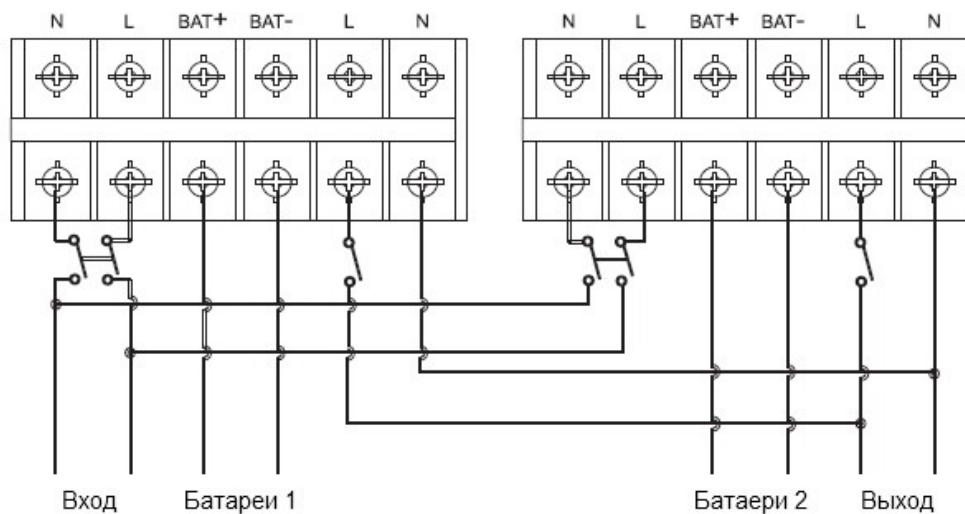 N L BAT+ BAT- L N N L BAT+ BAT- L N
Вход Батареи 1 Батаери 2 Выход